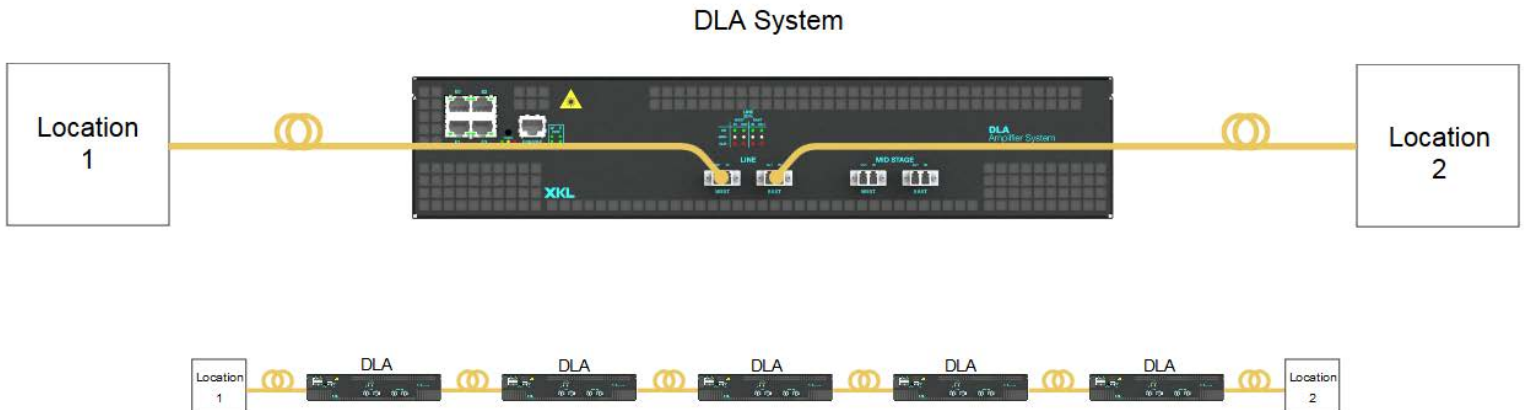 DLA System
Location
1
LINE
WEST
EAST
MID STAGE
WEST
EAST
DLA
Amplifier System
XKL
Location
2
Location
1
DLA
DLA
DLA
DLA
DLA
Location
2